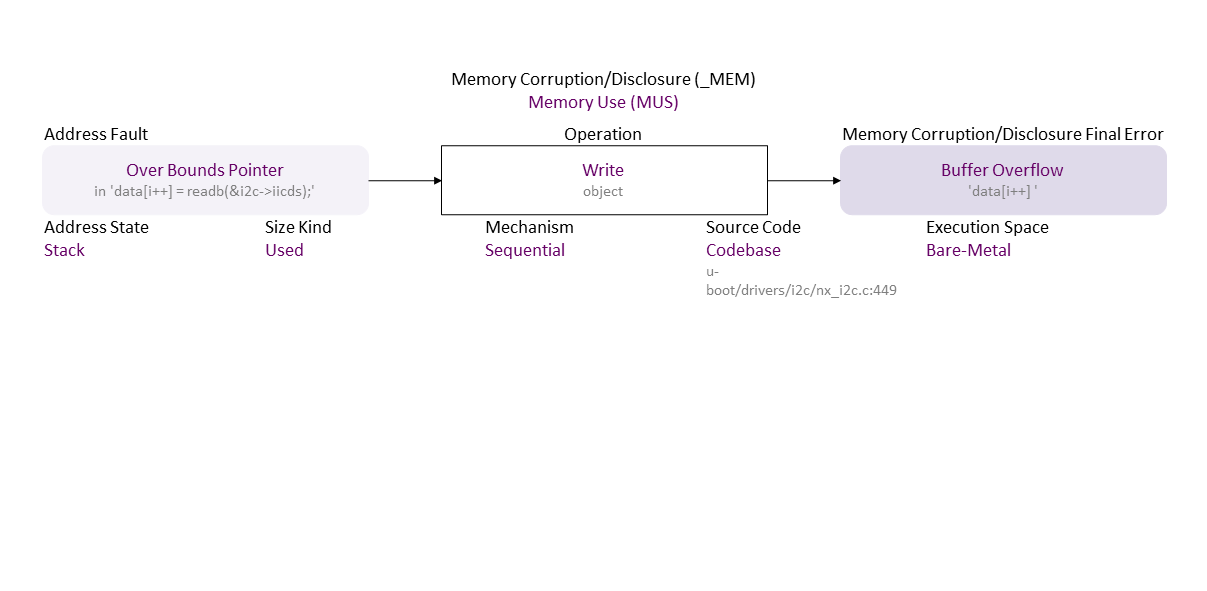 Memory Corruption/Disclosure (_MEM)
Memory Use (MUS)
Address Fault
Operation
Memory Corruption/Disclosure Final Error
Over Bounds Pointer
in 'data[i++] = readb(&i2c->iicds);'
Write
object
Buffer Overflow
'data[i++] '
Address State
Size Kind
Mechanism
Source Code
Execution Space
Stack
Used
Sequential
Codebase
Bare-Metal
u-
boot/drivers/i2c/nx_i2c.c:449